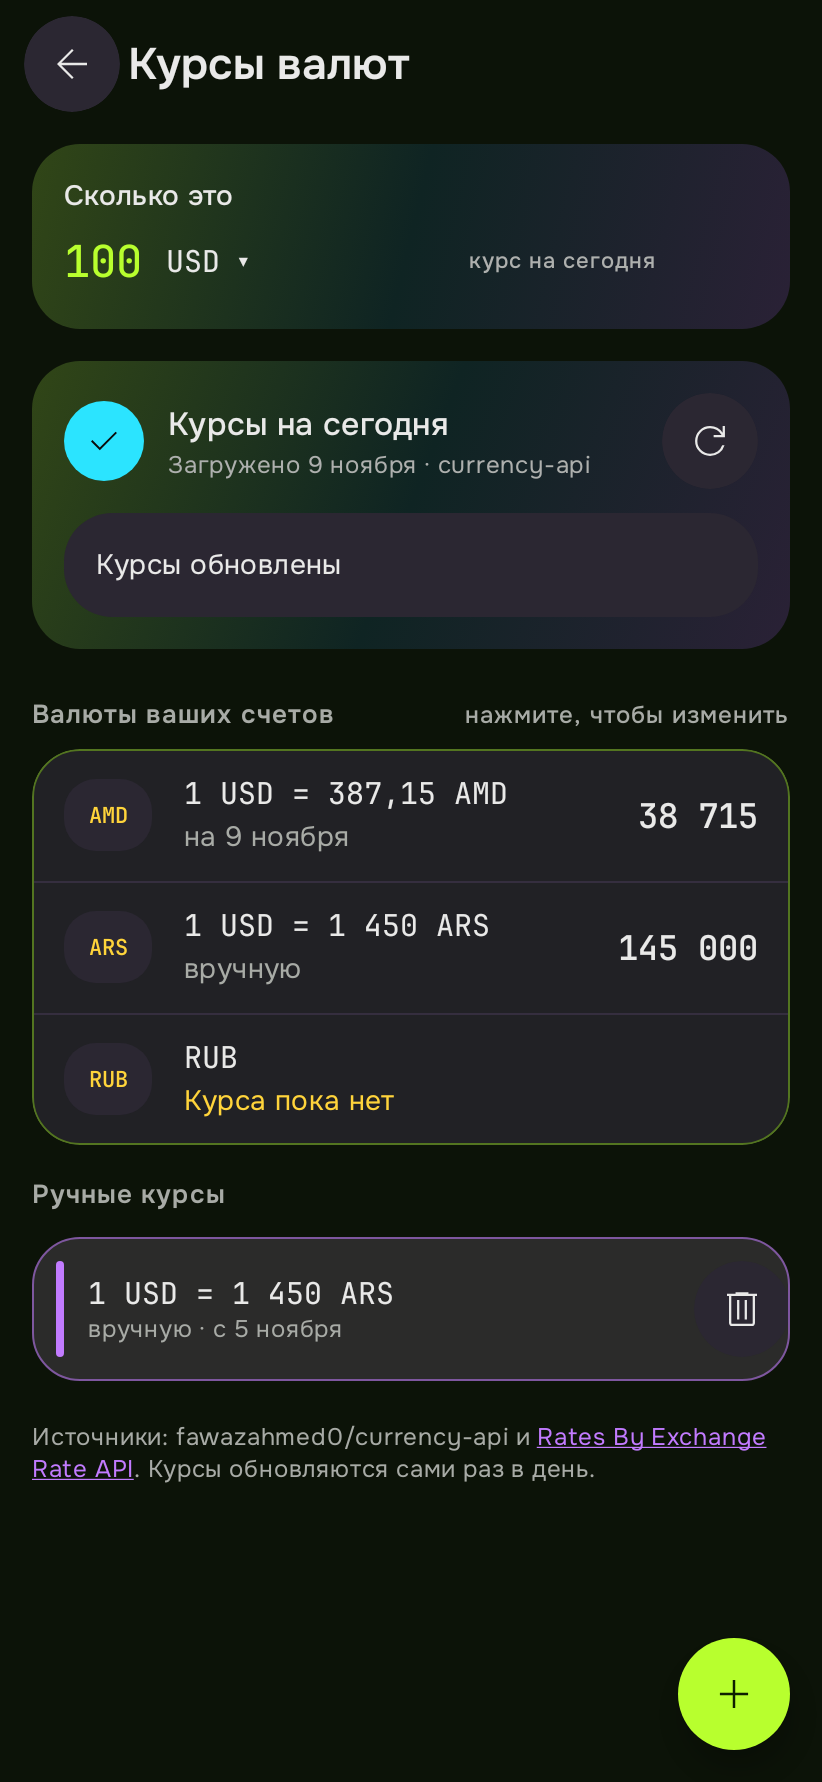 Курсы валют
Сколько это
100 USD ▾
курс на сегодня
Курсы на сегодня
Загружено 9 ноября · currency-api
Курсы обновлены
Валюты ваших счетов
нажмите, чтобы изменить
AMD
1 USD = 387,15 AMD
на 9 ноября
38 715
ARS
1 USD = 1 450 ARS
вручную
145 000
RUB
RUB
Курса пока нет
Ручные курсы
1 USD = 1 450 ARS
вручную · с 5 ноября
Источники: fawazahmed0/currency-api и Rates By Exchange
Rate API. Курсы обновляются сами раз в день.